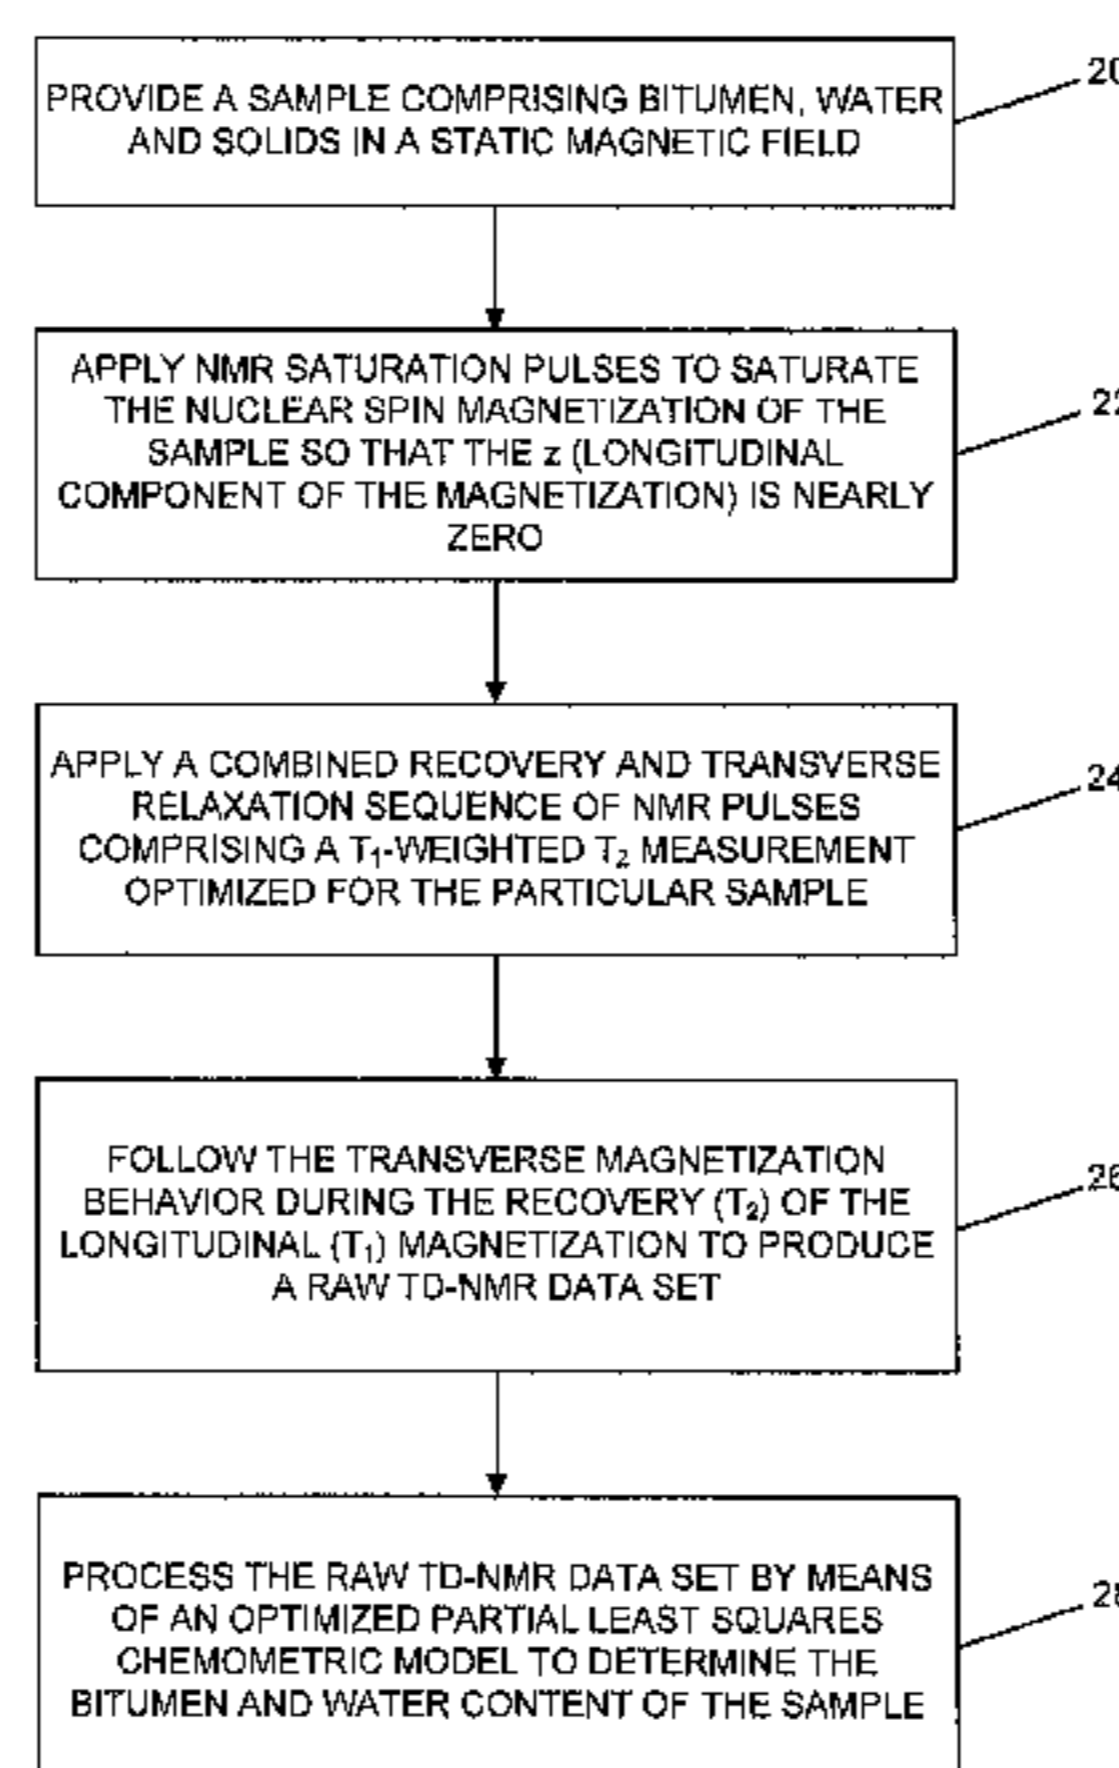 PROVIDE A SAMPLE COMPRISING BITUMEN, WATER
AND SOLIDS IN A STATIC MAGNETIC FIELD
20
APPLY NMR SATURATION PULSES TO SATURATE
THE NUCLEAR SPIN MAGNETIZATION OF THE
SAMPLE SO THAT THE z (LONGITUDINAL
COMPONENT OF THE MAGNETIZATION) IS NEARLY
ZERO
22
APPLY A COMBINED RECOVERY AND TRANSVERSE
RELAXATION SEQUENCE OF NMR PULSES
COMPRISING A T₁-WEIGHTED T₂ MEASUREMENT
OPTIMIZED FOR THE PARTICULAR SAMPLE
24
FOLLOW THE TRANSVERSE MAGNETIZATION
BEHAVIOR DURING THE RECOVERY (T₂) OF THE
LONGITUDINAL (T₁) MAGNETIZATION TO PRODUCE
A RAW TD-NMR DATA SET
26
PROCESS THE RAW TD-NMR DATA SET BY MEANS
OF AN OPTIMIZED PARTIAL LEAST SQUARES
CHEMOMETRIC MODEL TO DETERMINE THE
BITUMEN AND WATER CONTENT OF THE SAMPLE
28